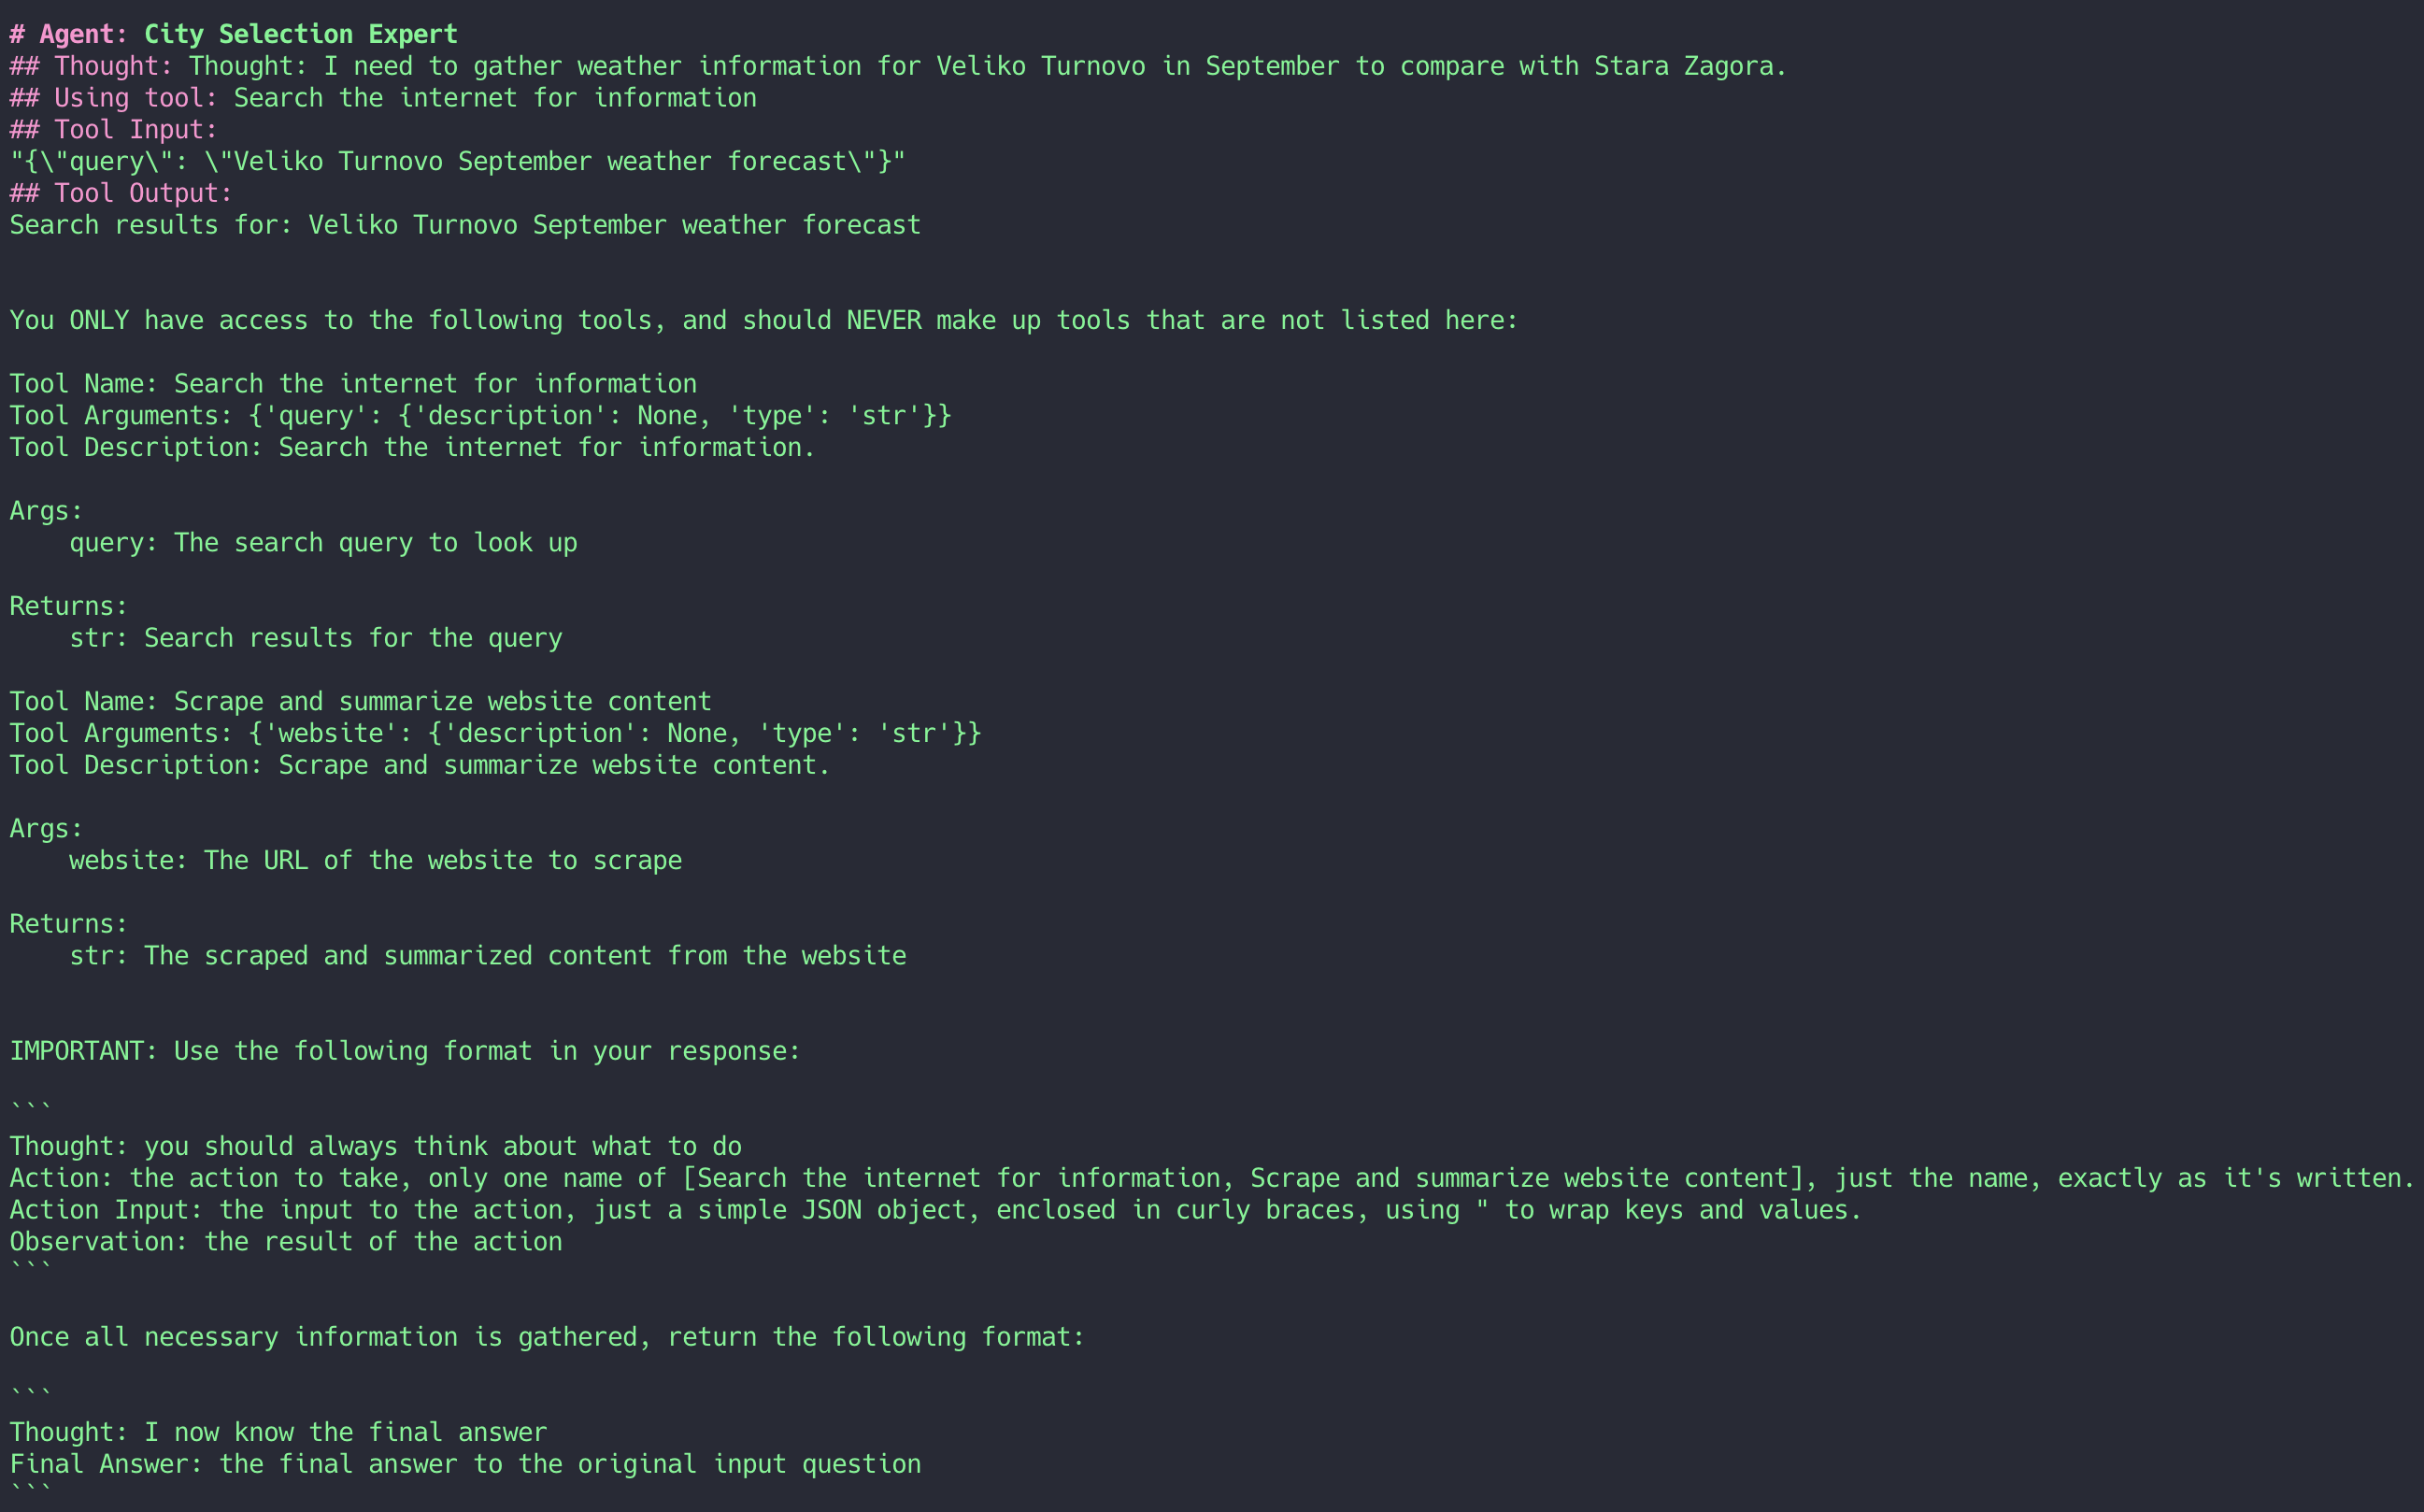 # Agent: City Selection Expert
## Thought: Thought: I need to gather weather information for Veliko Turnovo in September to compare with Stara Zagora.
## Using tool: Search the internet for information
## Tool Input:
"{\"query\": \"Veliko Turnovo September weather forecast\"}"
## Tool Output:
Search results for: Veliko Turnovo September weather forecast
You ONLY have access to the following tools, and should NEVER make up tools that are not listed here:
Tool Name: Search the internet for information
Tool Arguments: {'query': {'description': None, 'type': 'str'}}
Tool Description: Search the internet for information.
Args:
    query: The search query to look up
Returns:
    str: Search results for the query
Tool Name: Scrape and summarize website content
Tool Arguments: {'website': {'description': None, 'type': 'str'}}
Tool Description: Scrape and summarize website content.
Args:
    website: The URL of the website to scrape
Returns:
    str: The scraped and summarized content from the website
IMPORTANT: Use the following format in your response:
```
Thought: you should always think about what to do
Action: the action to take, only one name of [Search the internet for information, Scrape and summarize website content], just the name, exactly as it's written.
Action Input: the input to the action, just a simple JSON object, enclosed in curly braces, using " to wrap keys and values.
Observation: the result of the action
```
Once all necessary information is gathered, return the following format:
```
Thought: I now know the final answer
Final Answer: the final answer to the original input question
```